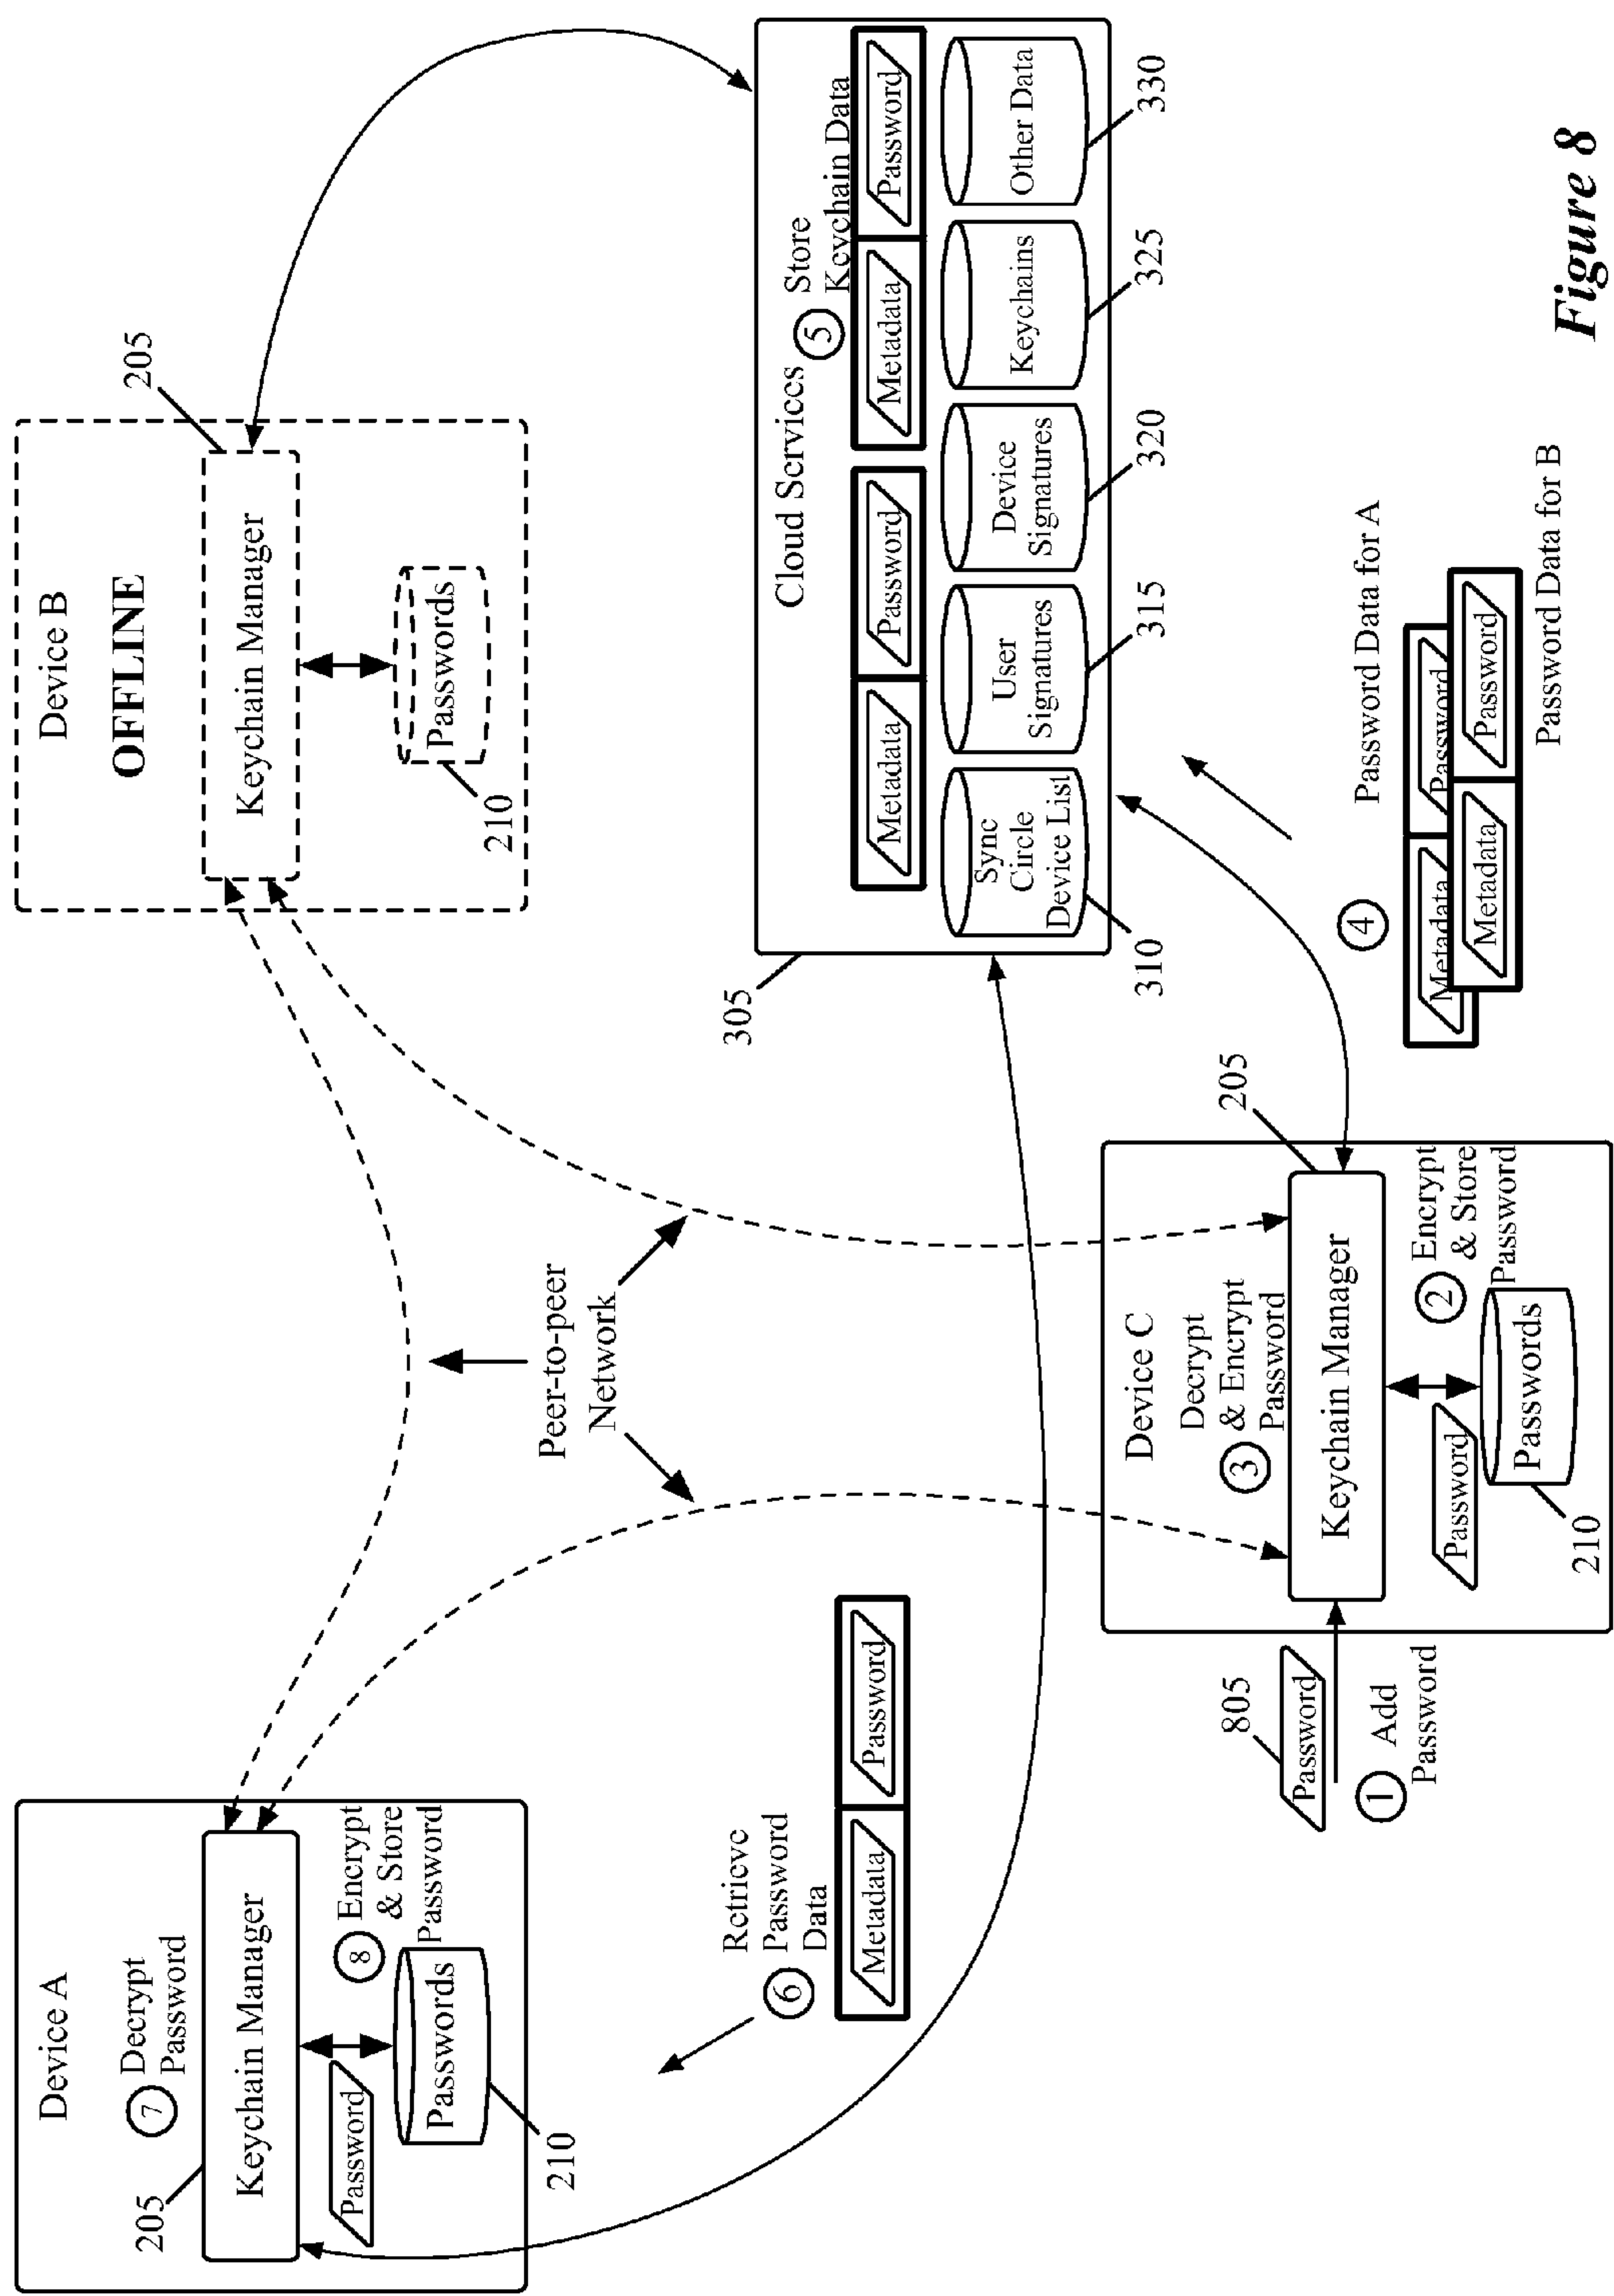 Device A
7
Decrypt
Password
205
Keychain Manager
Password
8
Encrypt
& Store
Password
Passwords
210
Device B
OFFLINE
205
Keychain Manager
Passwords
210
Peer-to-peer
Network
6
Retrieve
Password
Data
Metadata
Password
305
Cloud Services
5
Store
Keychain Data
Metadata
Password
Metadata
Password
Sync
Circle
Device List
User
Signatures
Device
Signatures
Keychains
Other Data
310
315
320
325
330
805
Password
1
Add
Password
Device C
3
Decrypt
& Encrypt
Password
205
Keychain Manager
Password
2
Encrypt
& Store
Password
Passwords
210
4
Password Data for A
Metadata
Password
Metadata
Password
Password Data for B
Figure 8